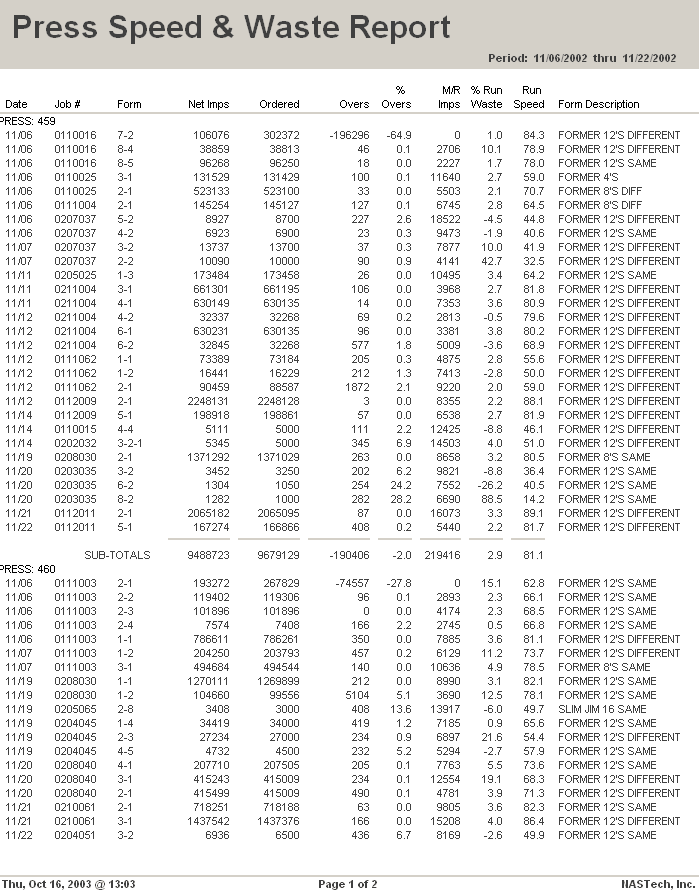 Press Speed & Waste Report
Period: 11/06/2002 thru 11/22/2002
% M/R % Run Run
Date Job # Form Net Imps Ordered Overs Overs Imps Waste Speed Form Description
PRESS: 459
11/06 0110016 7-2 106076 302372 -196296 -64.9 0 1.0 84.3 FORMER 12'S DIFFERENT
11/06 0110016 8-4 38859 38813 46 0.1 2706 10.1 78.9 FORMER 12'S DIFFERENT
11/06 0110016 8-5 96268 96250 18 0.0 2227 1.7 78.0 FORMER 12'S SAME
11/06 0110025 3-1 131529 131429 100 0.1 11640 2.7 59.0 FORMER 4'S
11/06 0110025 2-1 523133 523100 33 0.0 5503 2.1 70.7 FORMER 8'S DIFF
11/06 0111004 2-1 145254 145127 127 0.1 6745 2.8 64.5 FORMER 8'S DIFF
11/06 0207037 5-2 8927 8700 227 2.6 18522 -4.5 44.8 FORMER 12'S DIFFERENT
11/06 0207037 4-2 6923 6900 23 0.3 9473 -1.9 40.6 FORMER 12'S SAME
11/07 0207037 3-2 13737 13700 37 0.3 7877 10.0 41.9 FORMER 12'S DIFFERENT
11/07 0207037 2-2 10090 10000 90 0.9 4141 42.7 32.5 FORMER 12'S DIFFERENT
11/11 0205025 1-3 173484 173458 26 0.0 10495 3.4 64.2 FORMER 12'S SAME
11/11 0211004 3-1 661301 661195 106 0.0 3968 2.7 81.8 FORMER 12'S DIFFERENT
11/11 0211004 4-1 630149 630135 14 0.0 7353 3.6 80.9 FORMER 12'S DIFFERENT
11/12 0211004 4-2 32337 32268 69 0.2 2813 -0.5 79.6 FORMER 12'S DIFFERENT
11/12 0211004 6-1 630231 630135 96 0.0 3381 3.8 80.2 FORMER 12'S DIFFERENT
11/12 0211004 6-2 32845 32268 577 1.8 5009 -3.6 68.9 FORMER 12'S DIFFERENT
11/12 0111062 1-1 73389 73184 205 0.3 4875 2.8 55.6 FORMER 12'S DIFFERENT
11/12 0111062 1-2 16441 16229 212 1.3 7413 -2.8 50.0 FORMER 12'S DIFFERENT
11/12 0111062 2-1 90459 88587 1872 2.1 9220 2.0 59.0 FORMER 12'S DIFFERENT
11/12 0112009 2-1 2248131 2248128 3 0.0 8355 2.2 88.1 FORMER 12'S DIFFERENT
11/14 0112009 5-1 198918 198861 57 0.0 6538 2.7 81.9 FORMER 12'S DIFFERENT
11/14 0110015 4-4 5111 5000 111 2.2 12425 -8.8 46.1 FORMER 12'S DIFFERENT
11/14 0202032 3-2-1 5345 5000 345 6.9 14503 4.0 51.0 FORMER 12'S DIFFERENT
11/19 0208030 2-1 1371292 1371029 263 0.0 8658 3.2 80.5 FORMER 8'S SAME
11/20 0203035 3-2 3452 3250 202 6.2 9821 -8.8 36.4 FORMER 12'S SAME
11/20 0203035 6-2 1304 1050 254 24.2 7552 -26.2 40.5 FORMER 12'S SAME
11/20 0203035 8-2 1282 1000 282 28.2 6690 88.5 14.2 FORMER 12'S SAME
11/21 0112011 2-1 2065182 2065095 87 0.0 16073 3.3 89.1 FORMER 12'S DIFFERENT
11/22 0112011 5-1 167274 166866 408 0.2 5440 2.2 81.7 FORMER 12'S DIFFERENT
SUB-TOTALS 9488723 9679129 -190406 -2.0 219416 2.9 81.1
PRESS: 460
11/06 0111003 2-1 193272 267829 -74557 -27.8 0 15.1 62.8 FORMER 12'S SAME
11/06 0111003 2-2 119402 119306 96 0.1 2893 2.3 66.1 FORMER 12'S SAME
11/06 0111003 2-3 101896 101896 0 0.0 4174 2.3 68.5 FORMER 12'S SAME
11/06 0111003 2-4 7574 7408 166 2.2 2745 0.5 66.8 FORMER 12'S SAME
11/06 0111003 1-1 786611 786261 350 0.0 7885 3.6 81.1 FORMER 12'S DIFFERENT
11/07 0111003 1-2 204250 203793 457 0.2 6129 11.2 73.7 FORMER 12'S DIFFERENT
11/07 0111003 3-1 494684 494544 140 0.0 10636 4.9 78.5 FORMER 8'S SAME
11/19 0208030 1-1 1270111 1269899 212 0.0 8990 3.1 82.1 FORMER 12'S SAME
11/19 0208030 1-2 104660 99556 5104 5.1 3690 12.5 78.1 FORMER 12'S SAME
11/19 0205065 2-8 3408 3000 408 13.6 13917 -6.0 49.7 SLIM JIM 16 SAME
11/19 0204045 1-4 34419 34000 419 1.2 7185 0.9 65.6 FORMER 12'S SAME
11/19 0204045 2-3 27234 27000 234 0.9 6897 21.6 54.4 FORMER 12'S DIFFERENT
11/19 0204045 4-5 4732 4500 232 5.2 5294 -2.7 57.9 FORMER 12'S SAME
11/20 0208040 4-1 207710 207505 205 0.1 7763 5.5 73.6 FORMER 12'S SAME
11/20 0208040 3-1 415243 415009 234 0.1 12554 19.1 68.3 FORMER 12'S DIFFERENT
11/20 0208040 2-1 415499 415009 490 0.1 4781 3.9 71.3 FORMER 12'S DIFFERENT
11/21 0210061 2-1 718251 718188 63 0.0 9805 3.6 82.3 FORMER 12'S SAME
11/21 0210061 3-1 1437542 1437376 166 0.0 15208 4.0 86.4 FORMER 12'S DIFFERENT
11/22 0204051 3-2 6936 6500 436 6.7 8169 -2.6 49.9 FORMER 12'S SAME
Thu, Oct 16, 2003 @ 13:03 Page 1 of 2 NASTech, Inc.